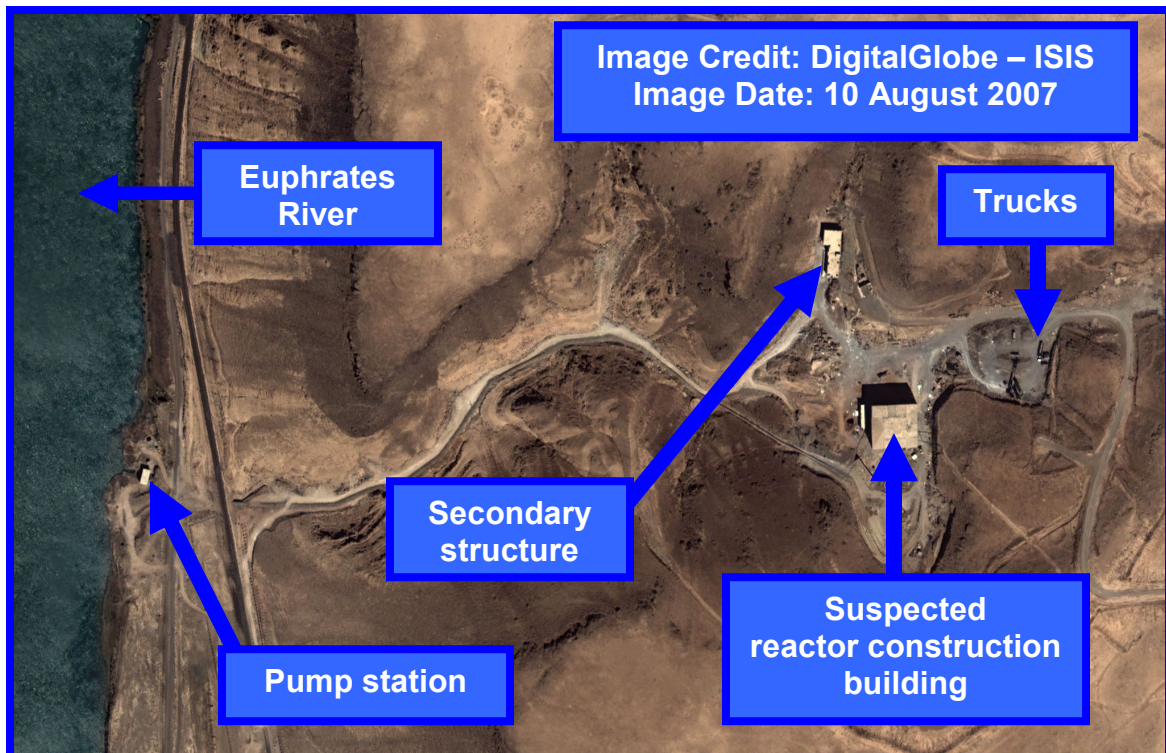 Image Credit: DigitalGlobe – ISIS
Image Date: 10 August 2007
Euphrates
River
Trucks
Secondary
structure
Suspected
reactor construction
building
Pump station